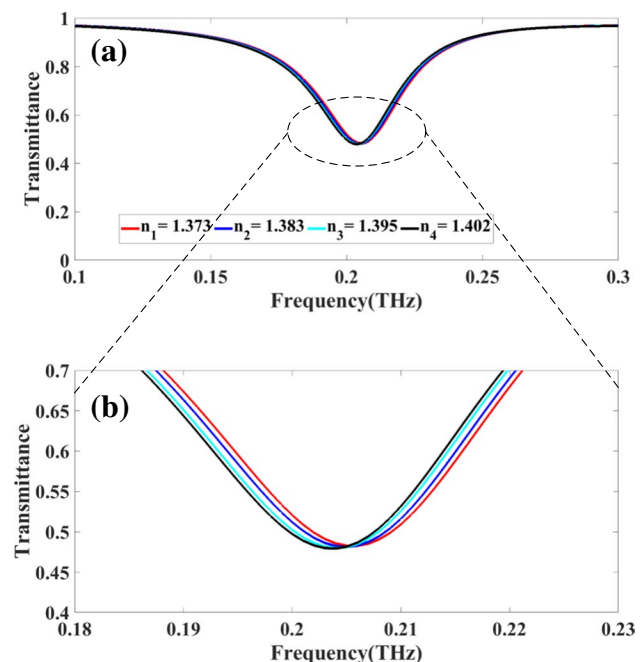 (a)
Transmittance
1
0.8
0.6
0.4
0.2
0
n1= 1.373 n2= 1.383 n3= 1.395 n4= 1.402
0.1 0.15 0.2 0.25 0.3
Frequency(THz)
(b)
Transmittance
0.7
0.65
0.6
0.55
0.5
0.45
0.4
0.18 0.19 0.2 0.21 0.22 0.23
Frequency(THz)